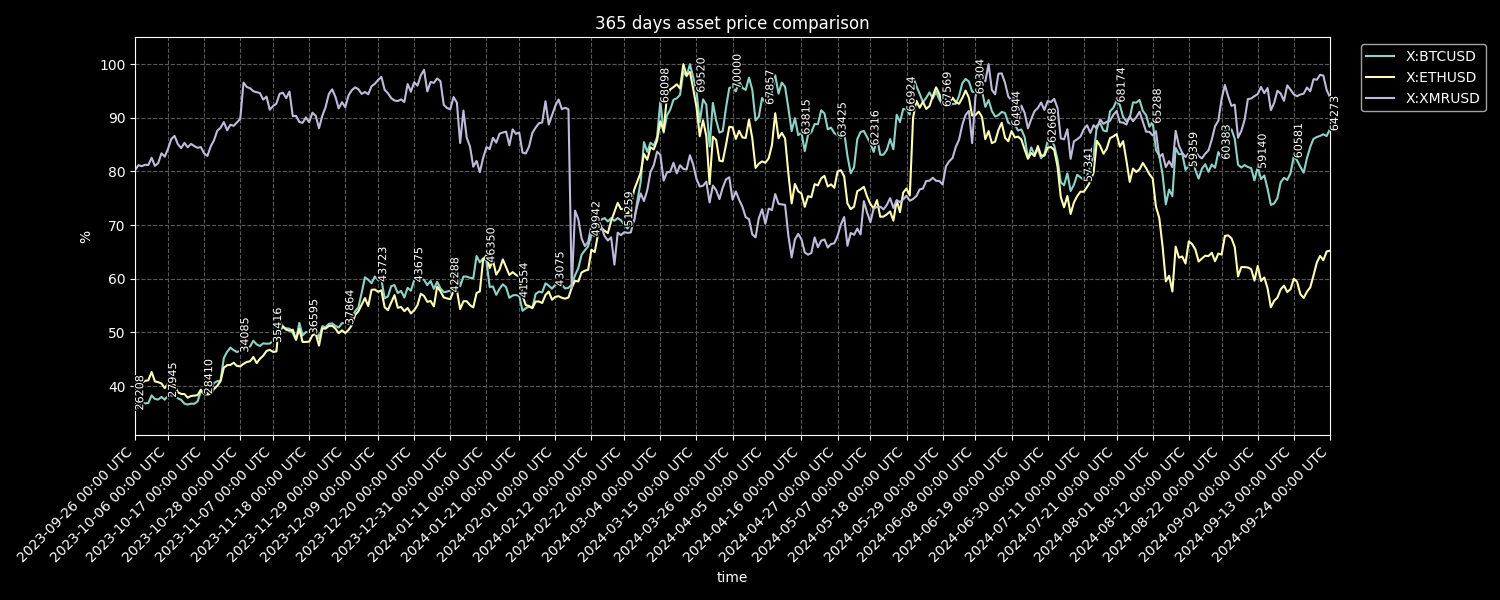 365 days asset price comparison
X:BTCUSD
X:ETHUSD
X:XMRUSD
100
90
80
70
60
50
40
%
26208
27945
28410
34085
35416
36595
37864
43723
43675
42288
46350
41554
43075
49942
51259
68098
69520
70000
67857
63815
63425
62316
66924
67569
69304
64944
62668
57341
68174
65288
59359
60383
59140
60581
64273
2023-09-26 00:00 UTC
2023-10-06 00:00 UTC
2023-10-17 00:00 UTC
2023-10-28 00:00 UTC
2023-11-07 00:00 UTC
2023-11-18 00:00 UTC
2023-11-29 00:00 UTC
2023-12-09 00:00 UTC
2023-12-20 00:00 UTC
2023-12-31 00:00 UTC
2024-01-11 00:00 UTC
2024-01-21 00:00 UTC
2024-02-01 00:00 UTC
2024-02-12 00:00 UTC
2024-02-22 00:00 UTC
2024-03-04 00:00 UTC
2024-03-15 00:00 UTC
2024-03-26 00:00 UTC
2024-04-05 00:00 UTC
2024-04-16 00:00 UTC
2024-04-27 00:00 UTC
2024-05-07 00:00 UTC
2024-05-18 00:00 UTC
2024-05-29 00:00 UTC
2024-06-08 00:00 UTC
2024-06-19 00:00 UTC
2024-06-30 00:00 UTC
2024-07-11 00:00 UTC
2024-07-21 00:00 UTC
2024-08-01 00:00 UTC
2024-08-12 00:00 UTC
2024-08-22 00:00 UTC
2024-09-02 00:00 UTC
2024-09-13 00:00 UTC
2024-09-24 00:00 UTC
time